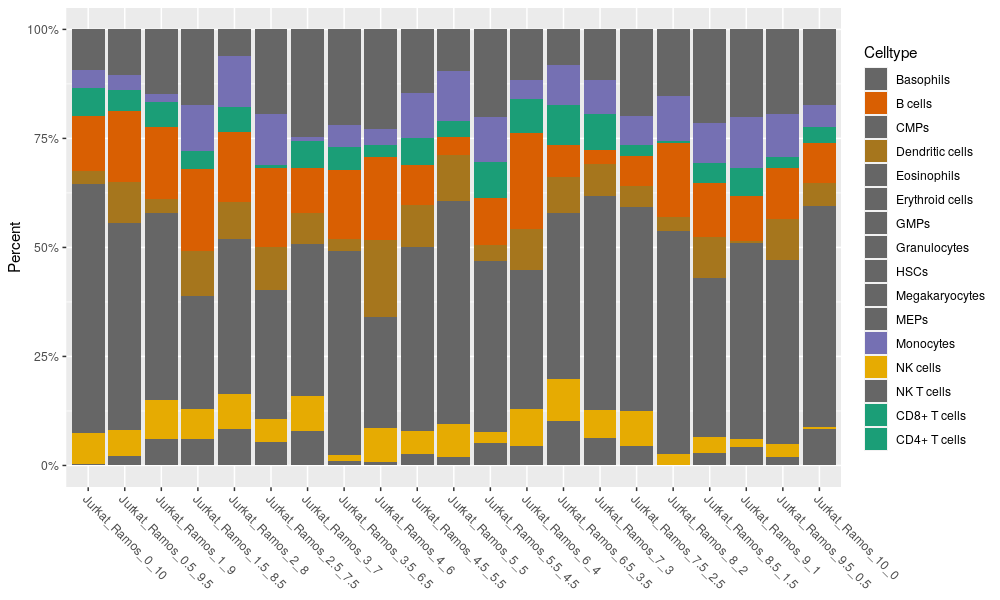 100%
75%
50%
25%
0%
Percent
Jurkat_Ramos_0_10
Jurkat_Ramos_0.5_9.5
Jurkat_Ramos_1_9
Jurkat_Ramos_1.5_8.5
Jurkat_Ramos_2_8
Jurkat_Ramos_2.5_7.5
Jurkat_Ramos_3_7
Jurkat_Ramos_3.5_6.5
Jurkat_Ramos_4_6
Jurkat_Ramos_4.5_5.5
Jurkat_Ramos_5_5
Jurkat_Ramos_5.5_4.5
Jurkat_Ramos_6_4
Jurkat_Ramos_6.5_3.5
Jurkat_Ramos_7_3
Jurkat_Ramos_7.5_2.5
Jurkat_Ramos_8_2
Jurkat_Ramos_8.5_1.5
Jurkat_Ramos_9_1
Jurkat_Ramos_9.5_0.5
Jurkat_Ramos_10_0
Celltype
Basophils
B cells
CMPs
Dendritic cells
Eosinophils
Erythroid cells
GMPs
Granulocytes
HSCs
Megakaryocytes
MEPs
Monocytes
NK cells
NK T cells
CD8+ T cells
CD4+ T cells